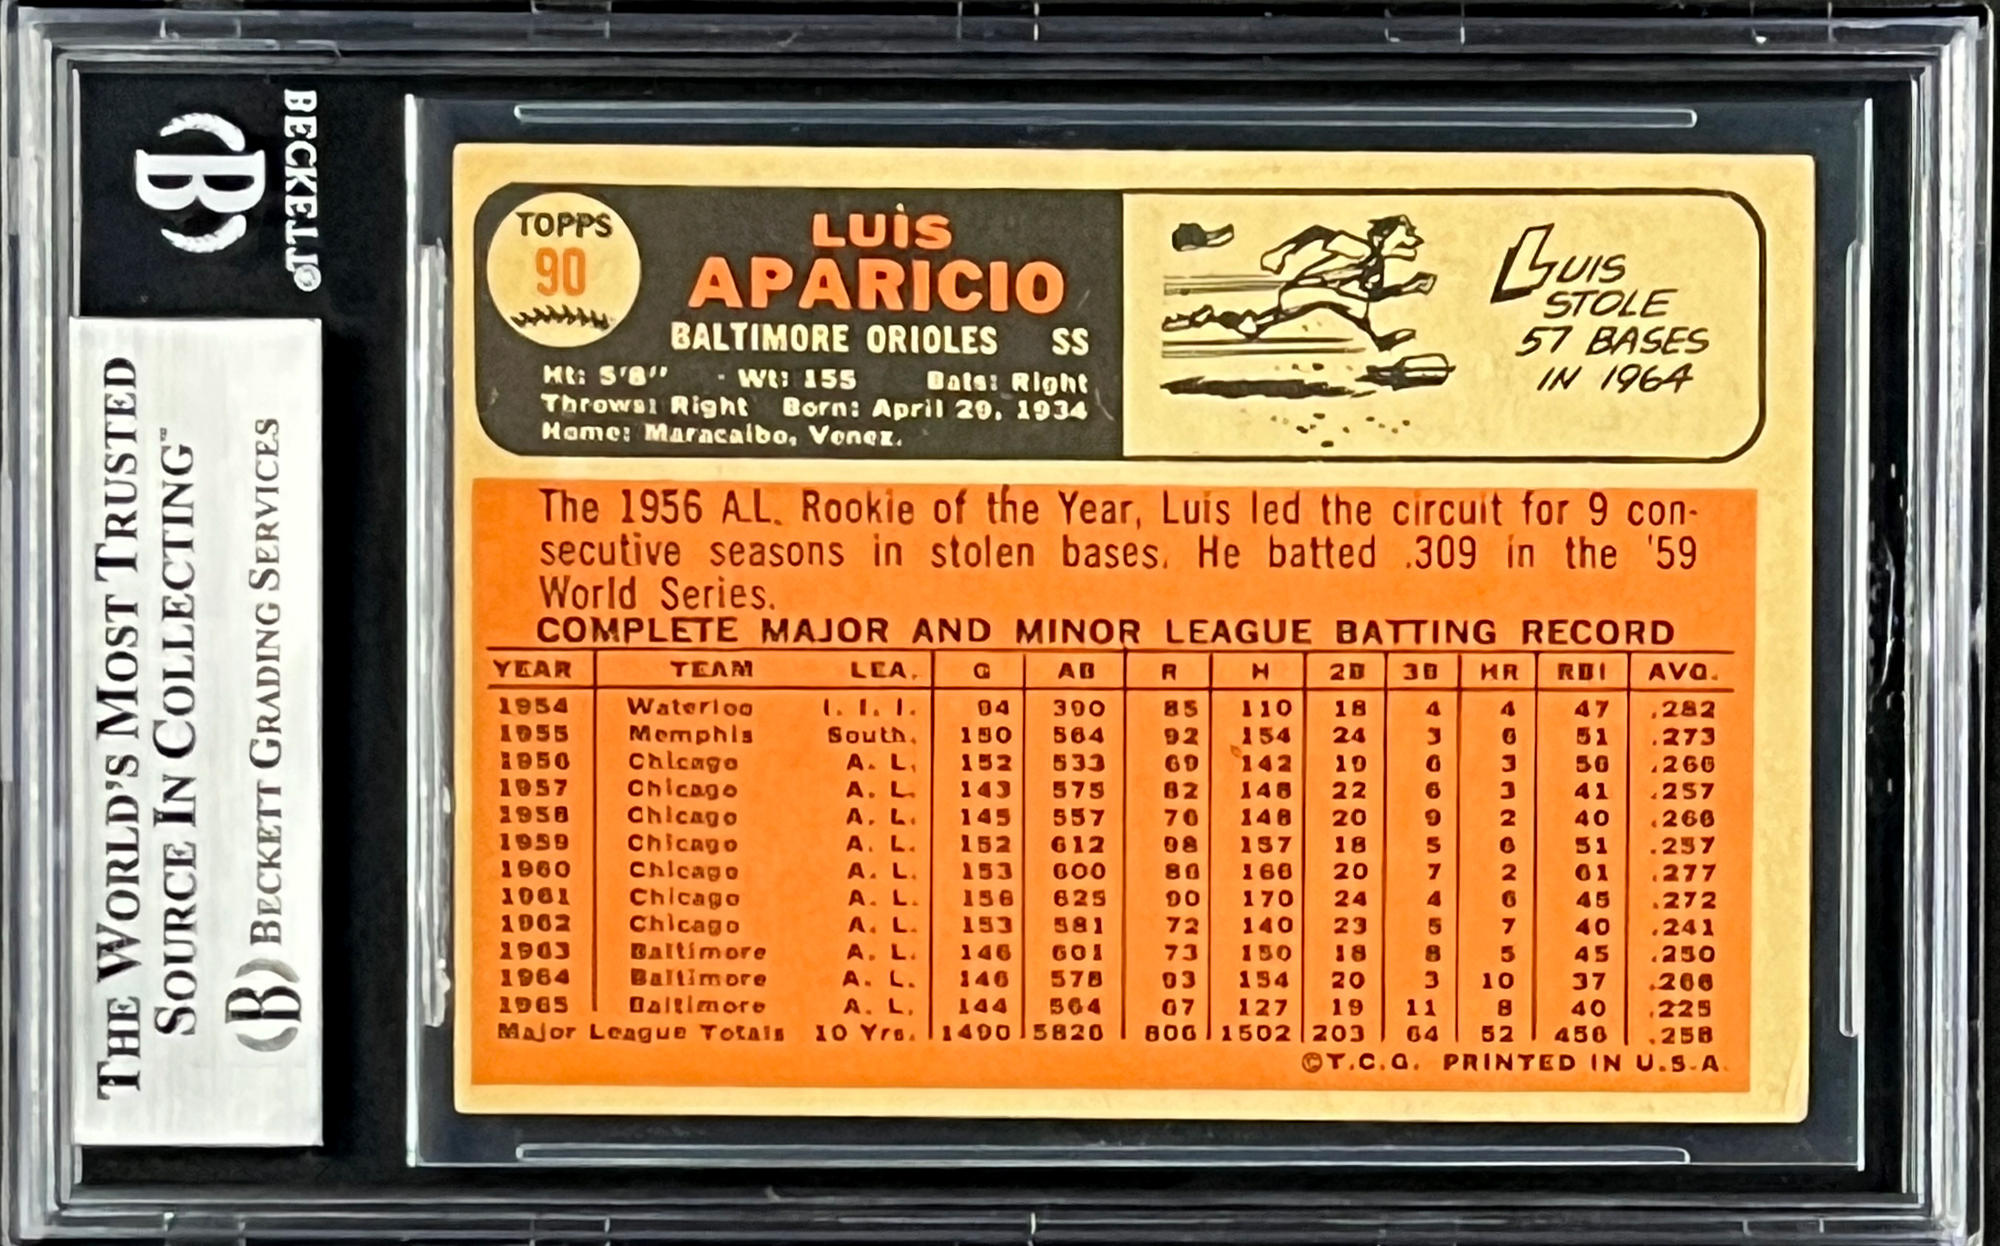 BECKETT®
B
THE WORLD'S MOST TRUSTED
SOURCE IN COLLECTING™
B BECKETT GRADING SERVICES
TOPPS
90
LUIS
APARICIO
BALTIMORE ORIOLES SS
Ht: 5'8" - Wt: 155 Bats: Right
Throws: Right Born: April 29, 1934
Home: Maracaibo, Venez.
LUIS
STOLE
57 BASES
IN 1964
The 1956 A.L. Rookie of the Year, Luis led the circuit for 9 con-
secutive seasons in stolen bases. He batted .309 in the '59
World Series.
COMPLETE MAJOR AND MINOR LEAGUE BATTING RECORD
YEAR TEAM LEA. G AB R H 2B 3B HR RBI AVG.
1954 Waterloo I. I. I. 94 390 85 110 18 4 4 47 .282
1955 Memphis South. 150 564 92 154 24 3 6 51 .273
1956 Chicago A. L. 152 533 69 142 19 6 3 56 .266
1957 Chicago A. L. 143 575 82 148 22 6 3 41 .257
1958 Chicago A. L. 145 557 76 148 20 9 2 40 .266
1959 Chicago A. L. 152 612 98 157 18 5 6 51 .257
1960 Chicago A. L. 153 600 86 166 20 7 2 61 .277
1961 Chicago A. L. 156 625 90 170 24 4 6 45 .272
1962 Chicago A. L. 153 581 72 140 23 5 7 40 .241
1963 Baltimore A. L. 146 601 73 150 18 8 5 45 .250
1964 Baltimore A. L. 146 578 93 154 20 3 10 37 .266
1965 Baltimore A. L. 144 564 67 127 19 11 8 40 .225
Major League Totals 10 Yrs. 1490 5826 806 1502 203 64 52 456 .258
©T.C.G. PRINTED IN U.S.A.